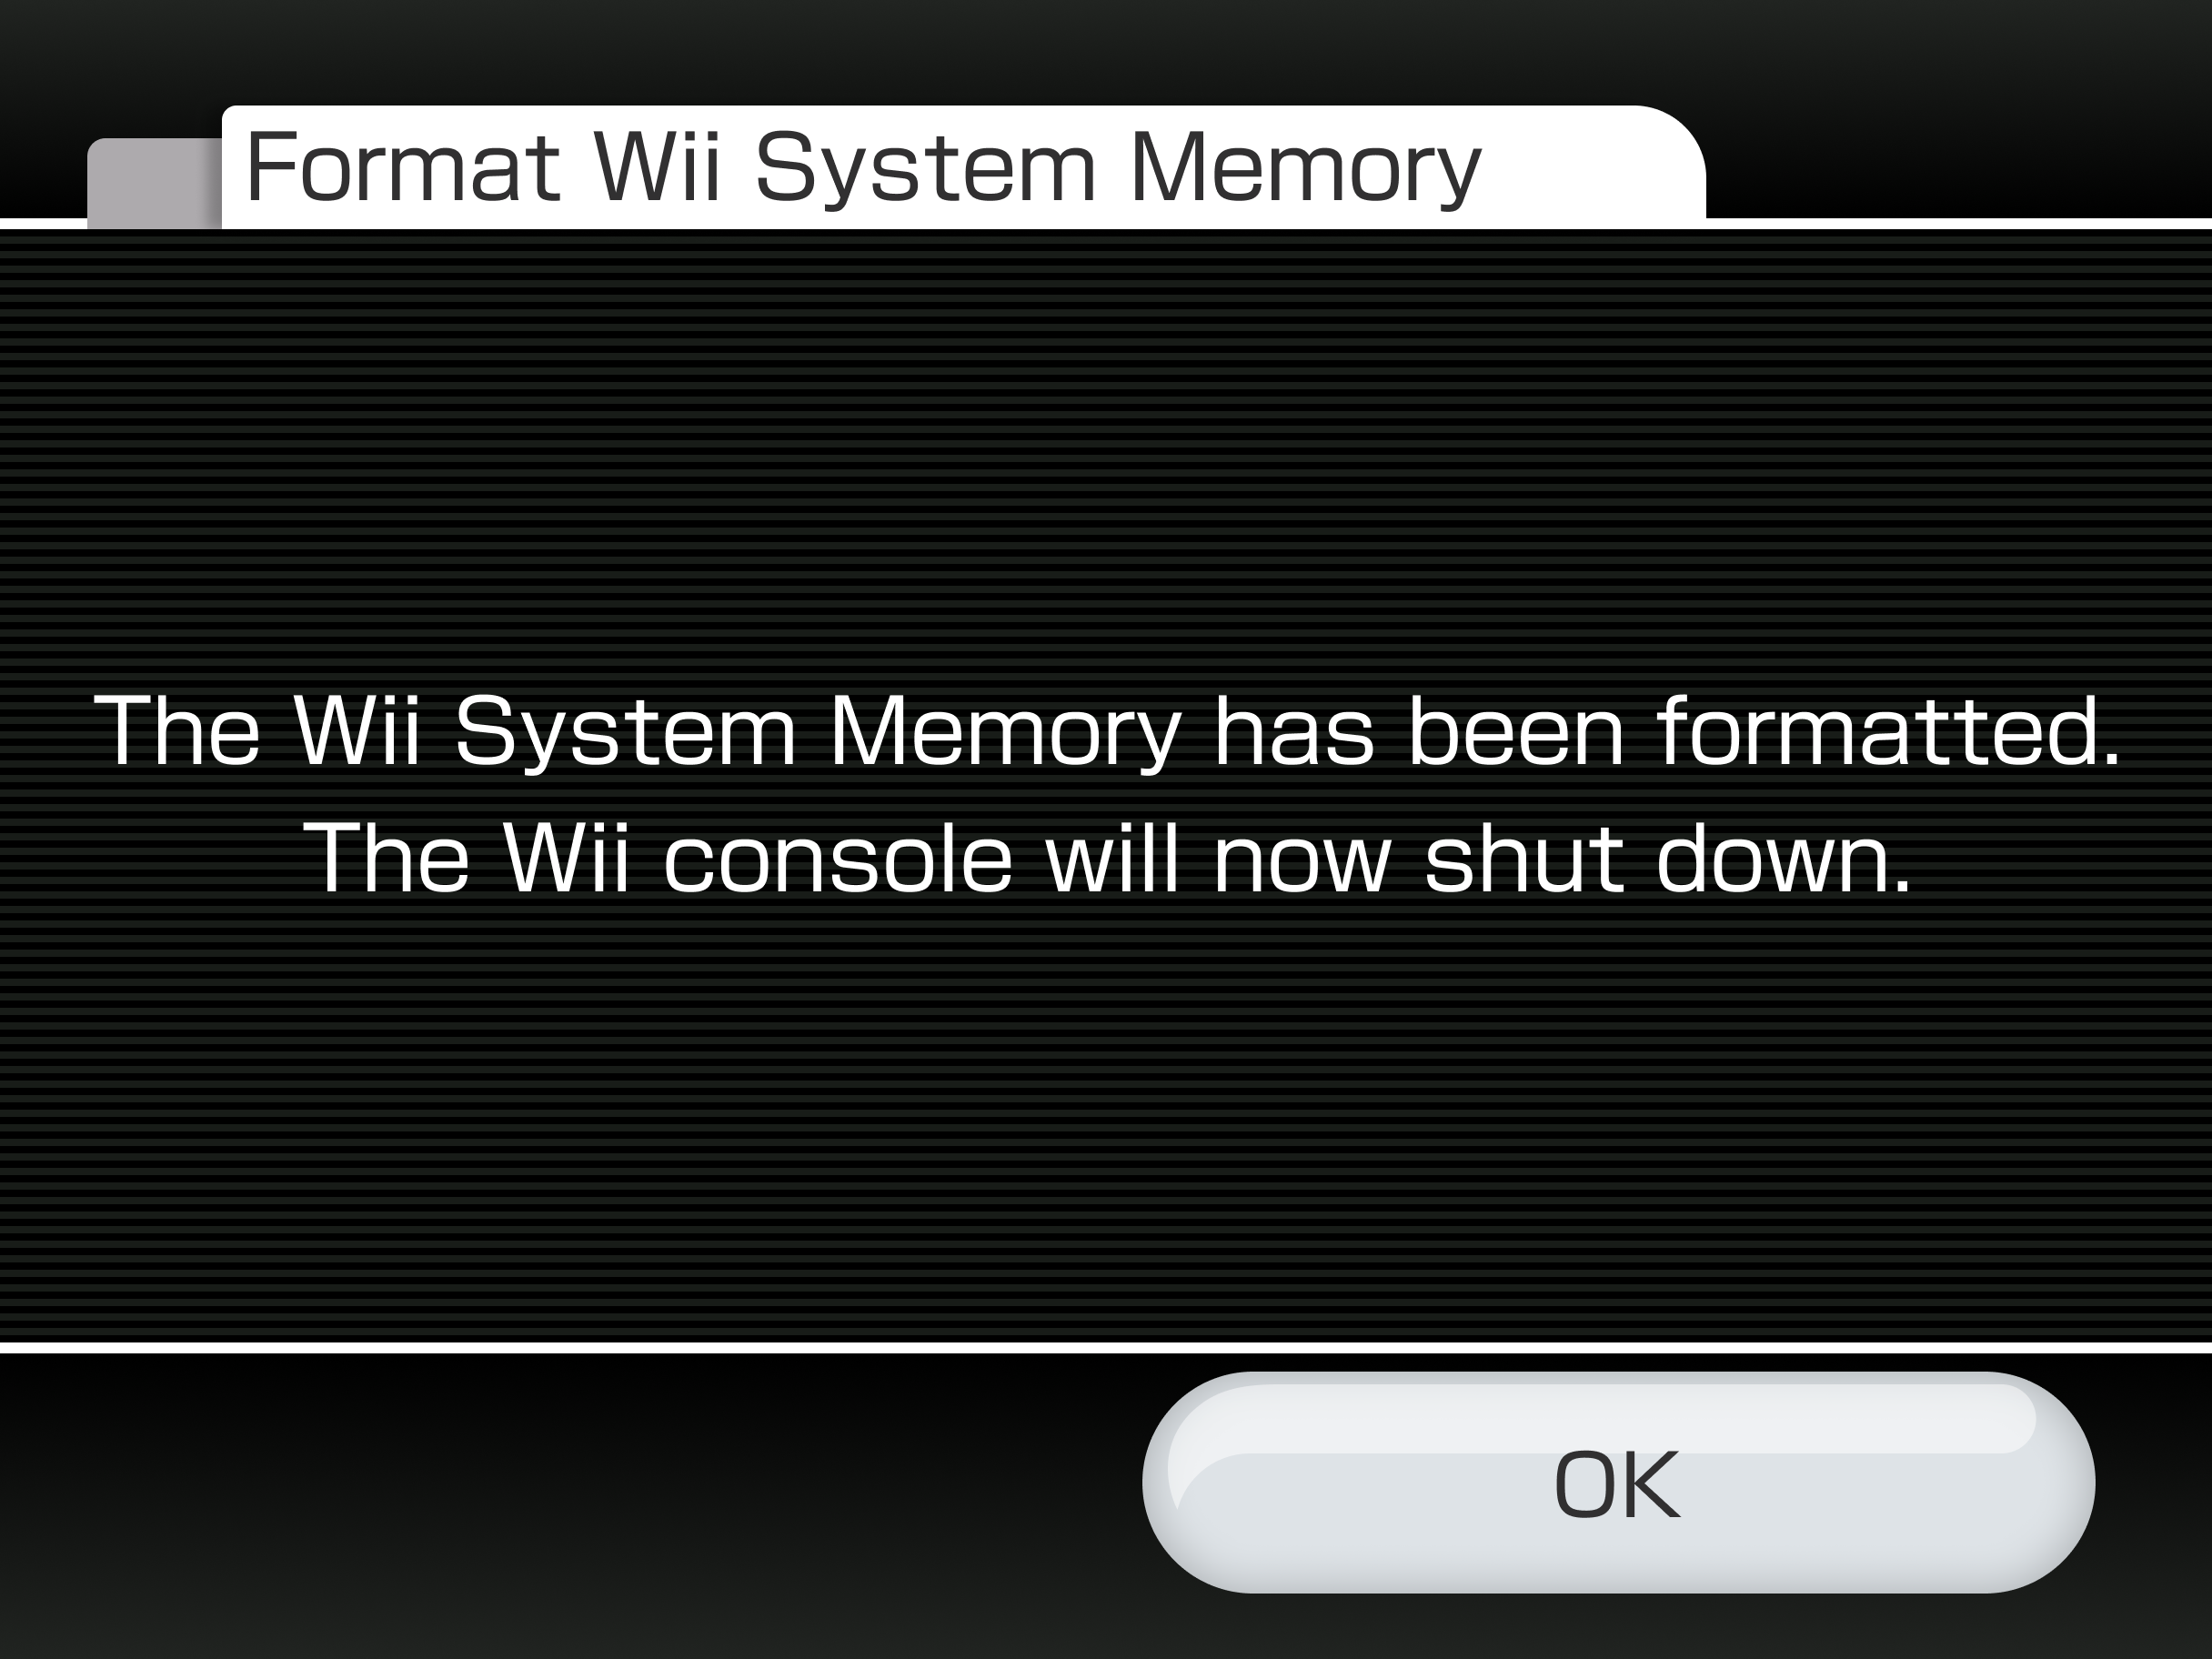 Format Wii System Memory
The Wii System Memory has been formatted.
The Wii console will now shut down.
OK